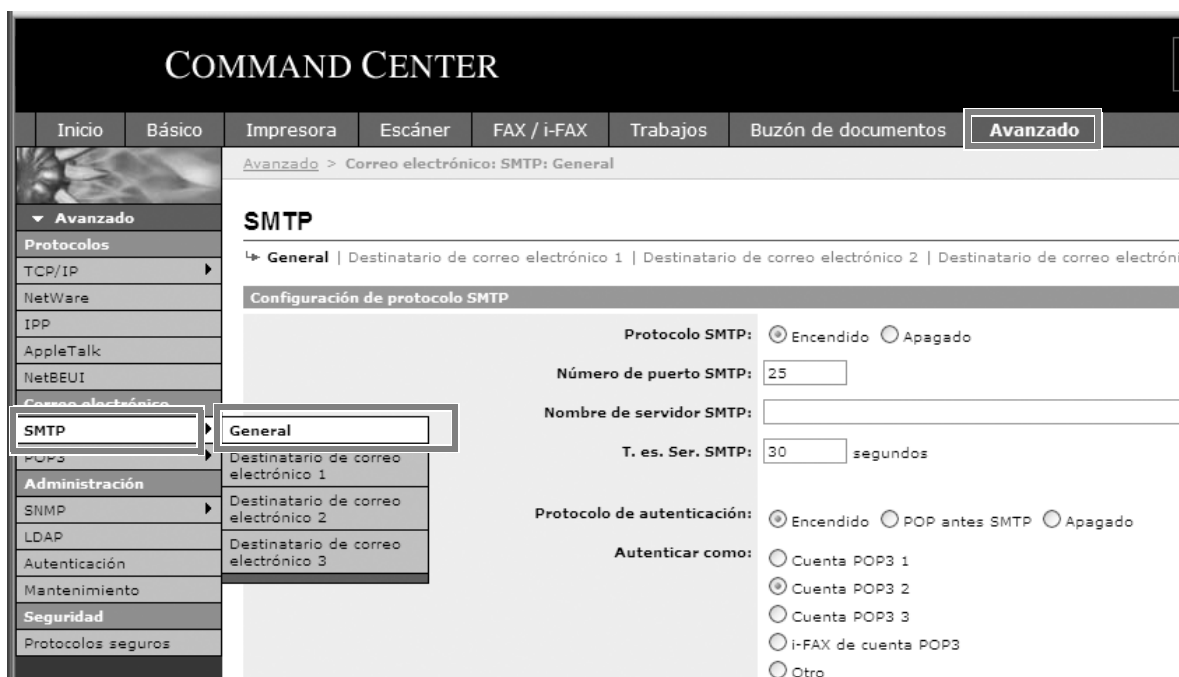 COMMAND CENTER
Inicio Básico Impresora Escáner FAX / i-FAX Trabajos Buzón de documentos Avanzado
Avanzado > Correo electrónico: SMTP: General
Avanzado
Protocolos
TCP/IP
NetWare
IPP
AppleTalk
NetBEUI
Correo electrónico
SMTP
POP3
Administración
SNMP
LDAP
Autenticación
Mantenimiento
Seguridad
Protocolos seguros
General
Destinatario de correo
electrónico 1
Destinatario de correo
electrónico 2
Destinatario de correo
electrónico 3
SMTP
General | Destinatario de correo electrónico 1 | Destinatario de correo electrónico 2 | Destinatario de correo electróni
Configuración de protocolo SMTP
Protocolo SMTP: Encendido Apagado
Número de puerto SMTP: 25
Nombre de servidor SMTP:
T. es. Ser. SMTP: 30 segundos
Protocolo de autenticación: Encendido POP antes SMTP Apagado
Autenticar como: Cuenta POP3 1
Cuenta POP3 2
Cuenta POP3 3
i-FAX de cuenta POP3
Otro